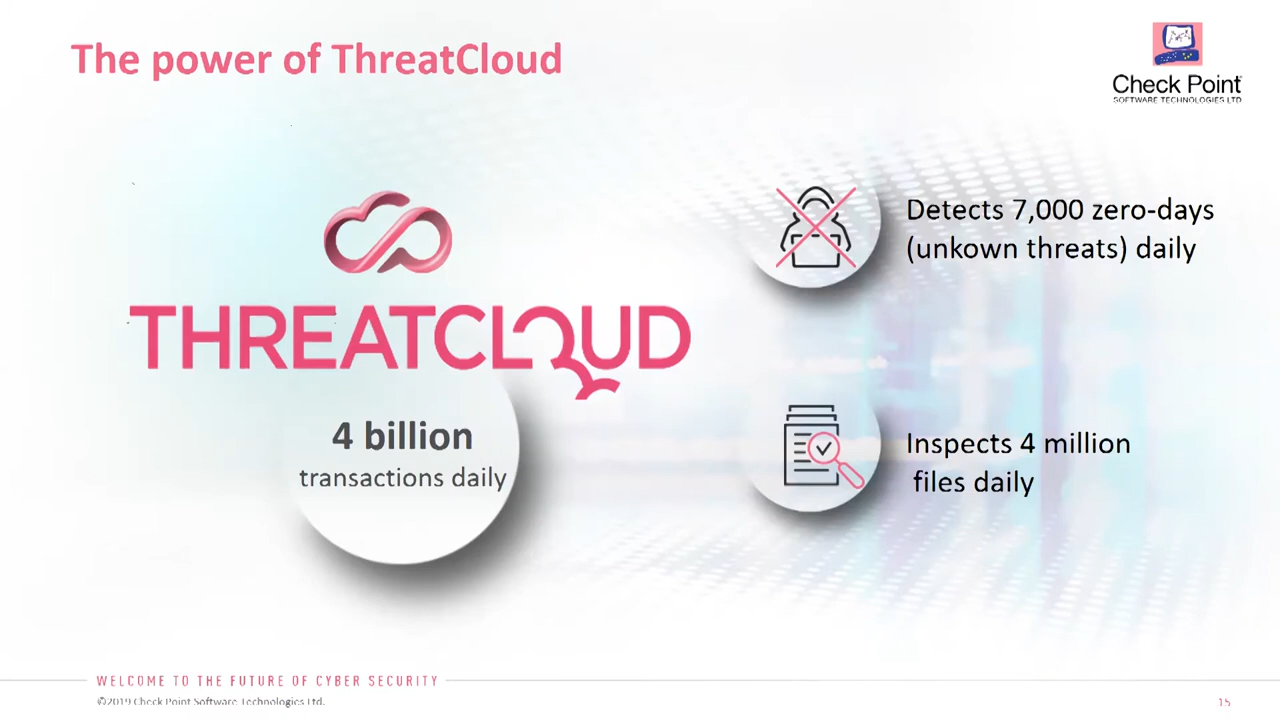 The power of ThreatCloud
Check Point
SOFTWARE TECHNOLOGIES LTD
THREATCLOUD
4 billion
transactions daily
Detects 7,000 zero-days
(unkown threats) daily
Inspects 4 million
files daily
WELCOME TO THE FUTURE OF CYBER SECURITY
©2019 Check Point Software Technologies Ltd.
15